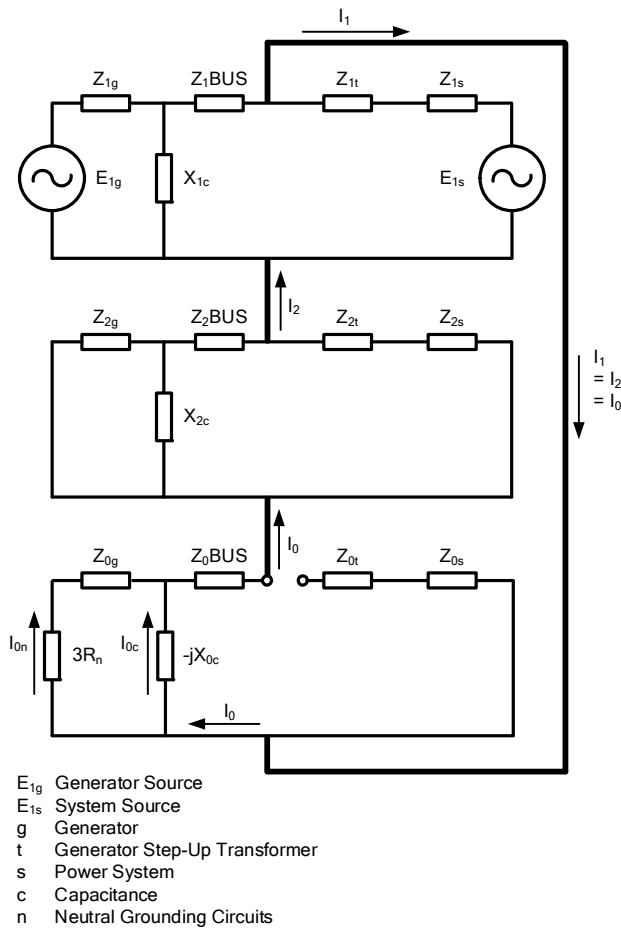 I₁
Z₁g Z₁BUS Z₁t Z₁s
E₁g X₁c E₁s
I₂
Z₂g Z₂BUS Z₂t Z₂s
I₁
= I₂
= I₀
X₂c
I₀
Z₀g Z₀BUS Z₀t Z₀s
I₀n 3Rₙ I₀c -jX₀c
I₀
E₁g Generator Source
E₁s System Source
g Generator
t Generator Step-Up Transformer
s Power System
c Capacitance
n Neutral Grounding Circuits